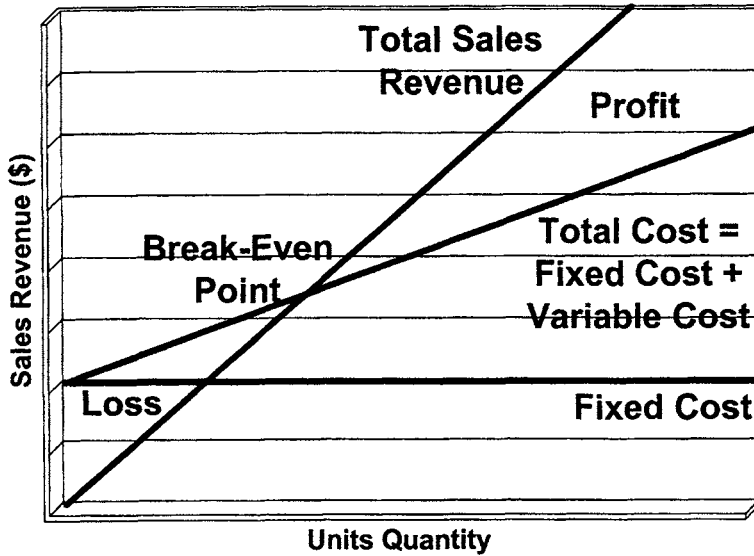 Total Sales
Revenue
Profit
Break-Even
Point
Total Cost =
Fixed Cost +
Variable Cost
Loss
Fixed Cost
Sales Revenue ($)
Units Quantity